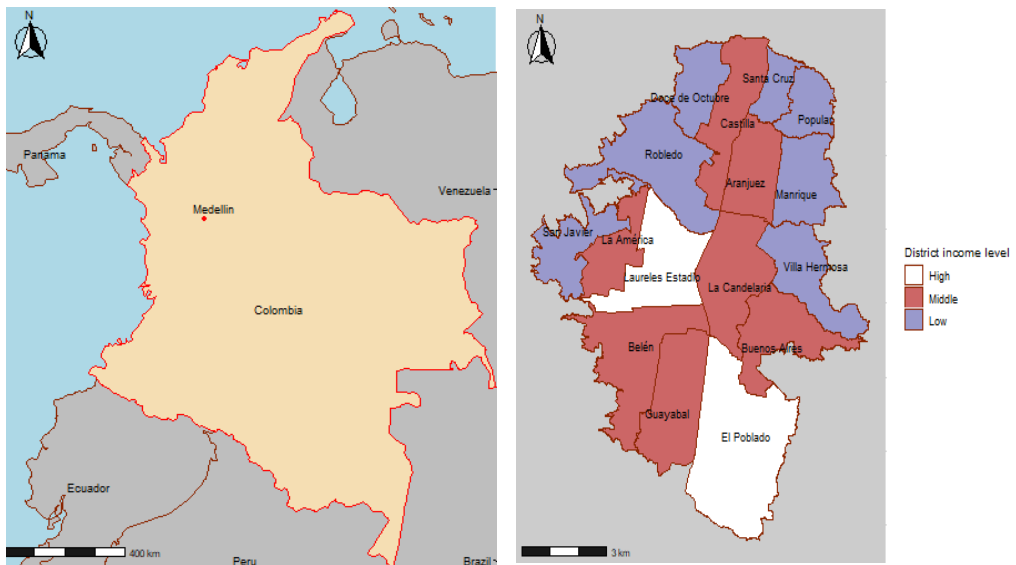 N
Panama
Venezuela
Medellin
Colombia
Ecuador
400 km
Peru
Brazil
N
Santa Cruz
Doce de Octubre
Popular
Castilla
Robledo
Aranjuez
Manrique
San Javier
La América
Villa Hermosa
Laureles Estadio
La Candelaria
Belén
Buenos Aires
Guayabal
El Poblado
3 km
District income level
High
Middle
Low